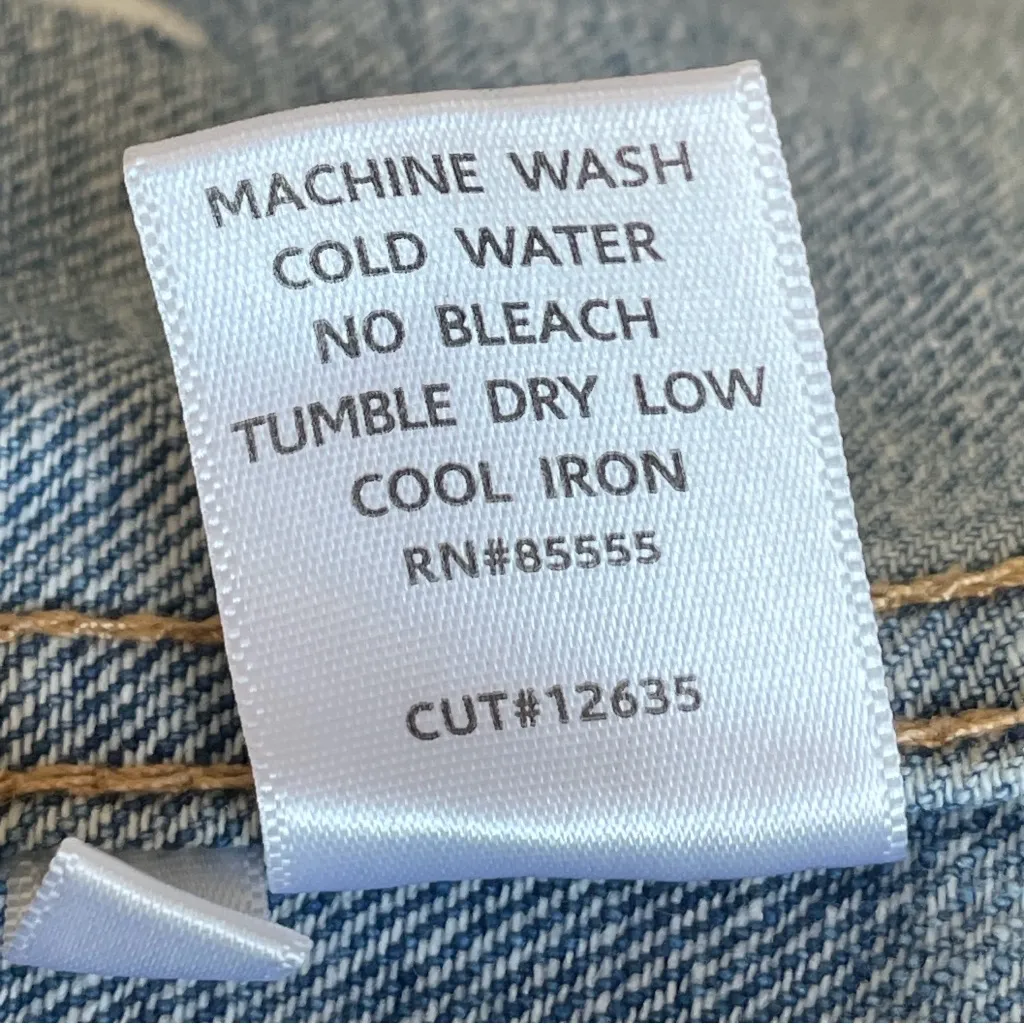 MACHINE WASH
COLD WATER
NO BLEACH
TUMBLE DRY LOW
COOL IRON
RN#85555
CUT#12635